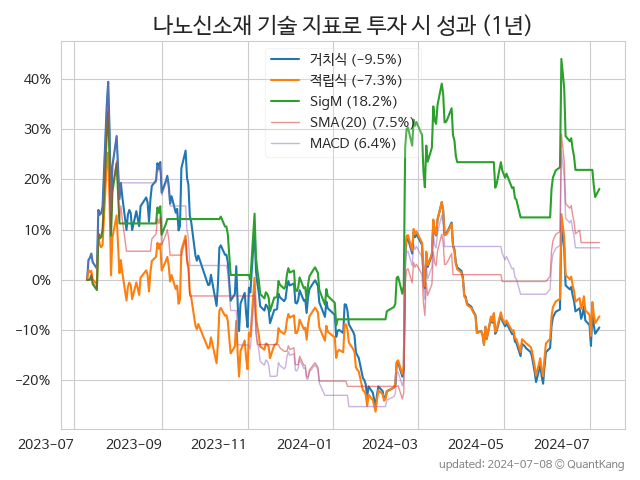 나노신소재 기술 지표로 투자 시 성과 (1년)
거치식 (−9.5%)
적립식 (−7.3%)
SigM (18.2%)
SMA(20) (7.5%)
MACD (6.4%)
40%
30%
20%
10%
0%
−10%
−20%
2023-07 2023-09 2023-11 2024-01 2024-03 2024-05 2024-07
updated: 2024-07-08 © QuantKang